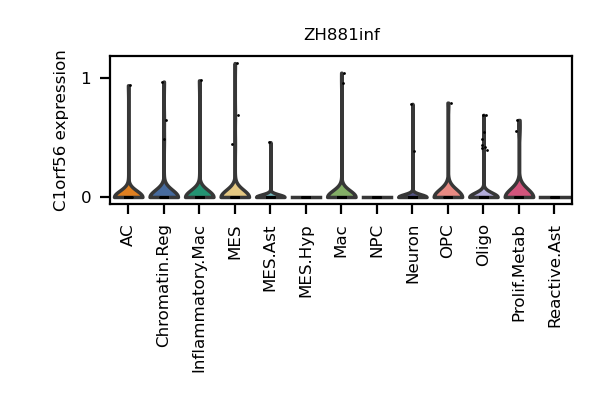 ZH881inf
C1orf56 expression
1
0
AC
Chromatin.Reg
Inflammatory.Mac
MES
MES.Ast
MES.Hyp
Mac
NPC
Neuron
OPC
Oligo
Prolif.Metab
Reactive.Ast